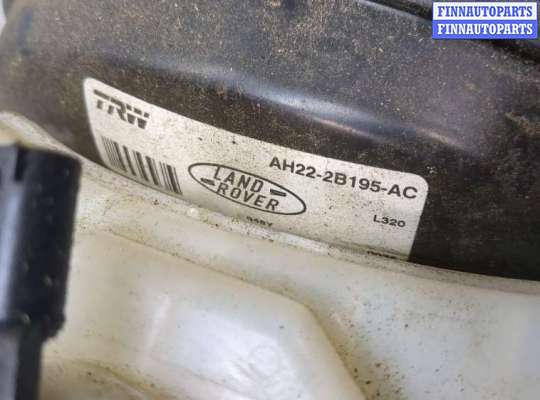 FINNAUTOPARTS
FINNAUTOPARTS
TRW
AH22-2B195-AC
LAND
ROVER
L320